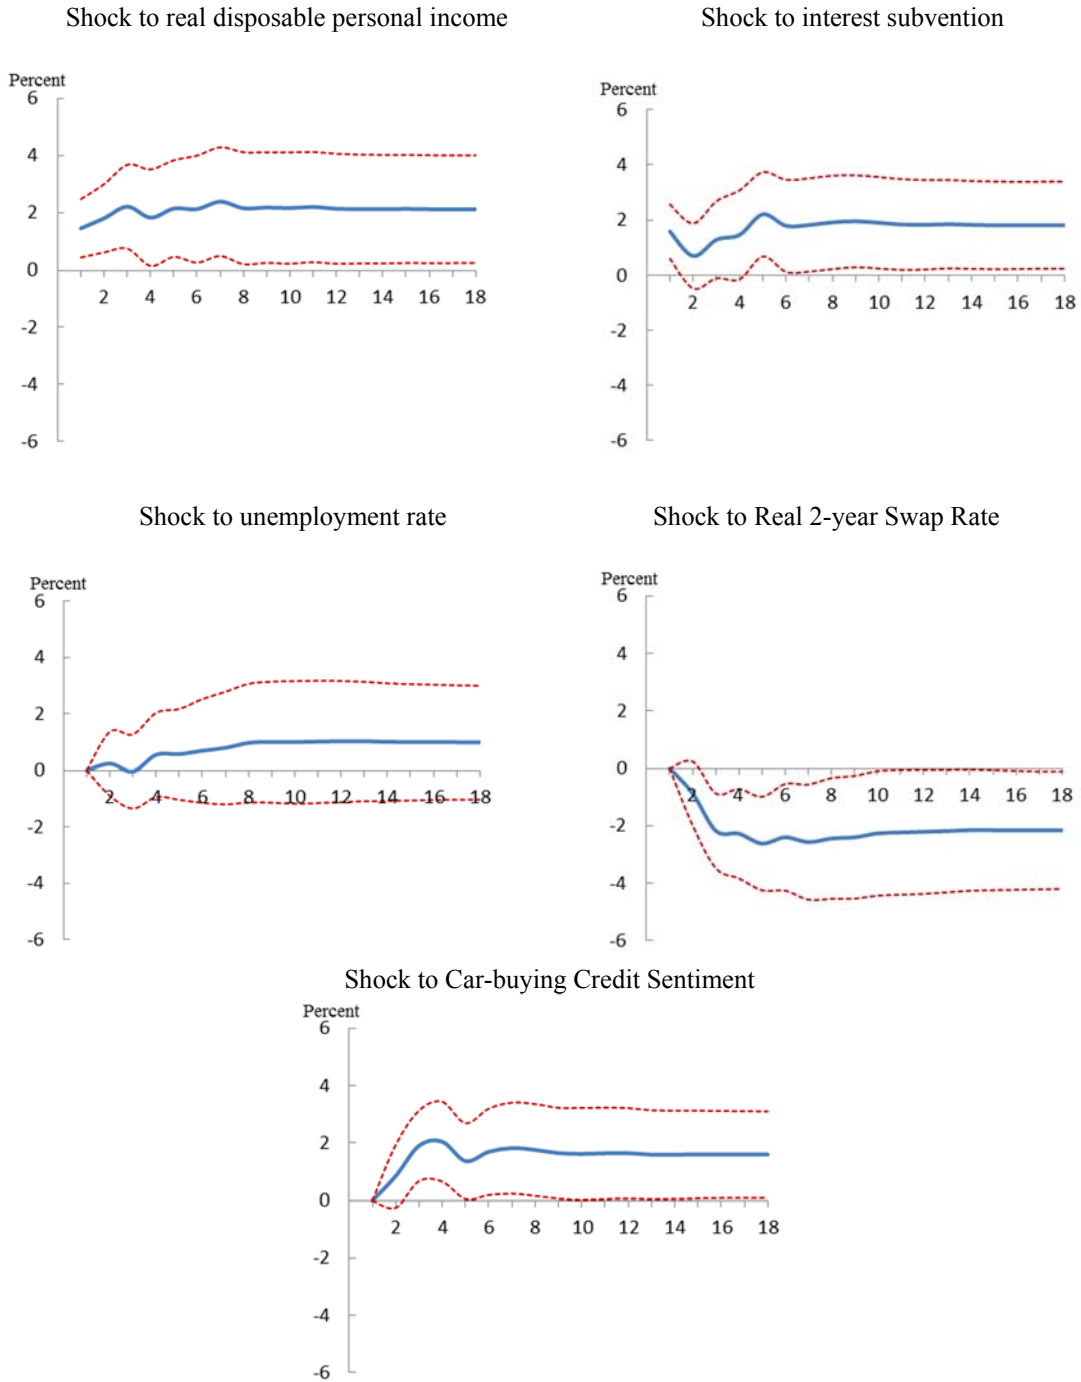 Shock to real disposable personal income
Percent
6
4
2
0
-2
-4
-6
2 4 6 8 10 12 14 16 18
Shock to interest subvention
Percent
6
4
2
0
-2
-4
-6
2 4 6 8 10 12 14 16 18
Shock to unemployment rate
Percent
6
4
2
0
-2
-4
-6
2 4 6 8 10 12 14 16 18
Shock to Real 2-year Swap Rate
Percent
6
4
2
0
-2
-4
-6
2 4 6 8 10 12 14 16 18
Shock to Car-buying Credit Sentiment
Percent
6
4
2
0
-2
-4
-6
2 4 6 8 10 12 14 16 18